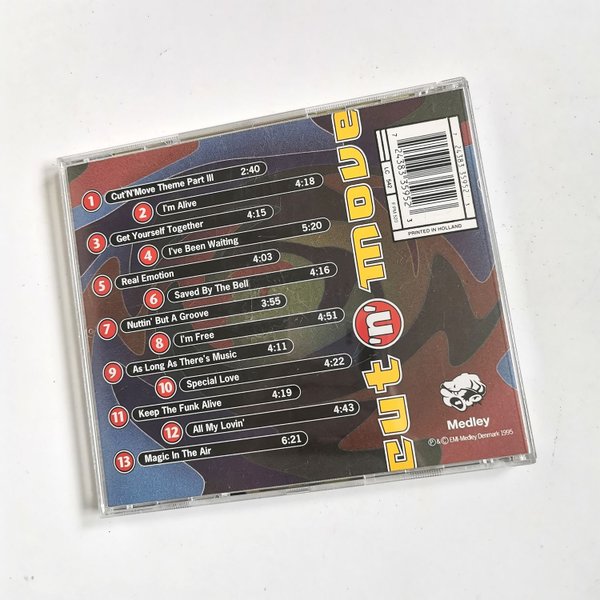 1 Cut'N'Move Theme Part III 2:40
2 I'm Alive 4:18
3 Get Yourself Together 4:15
4 I've Been Waiting 5:20
5 Real Emotion 4:03
6 Saved By The Bell 4:16
7 Nuttin' But A Groove 3:55
8 I'm Free 4:51
9 As Long As There's Music 4:11
10 Special Love 4:22
11 Keep The Funk Alive 4:19
12 All My Lovin' 4:43
13 Magic In The Air 6:21
cut 'N' move
PRINTED IN HOLLAND
Medley
℗ & © EMI-Medley Denmark 1995